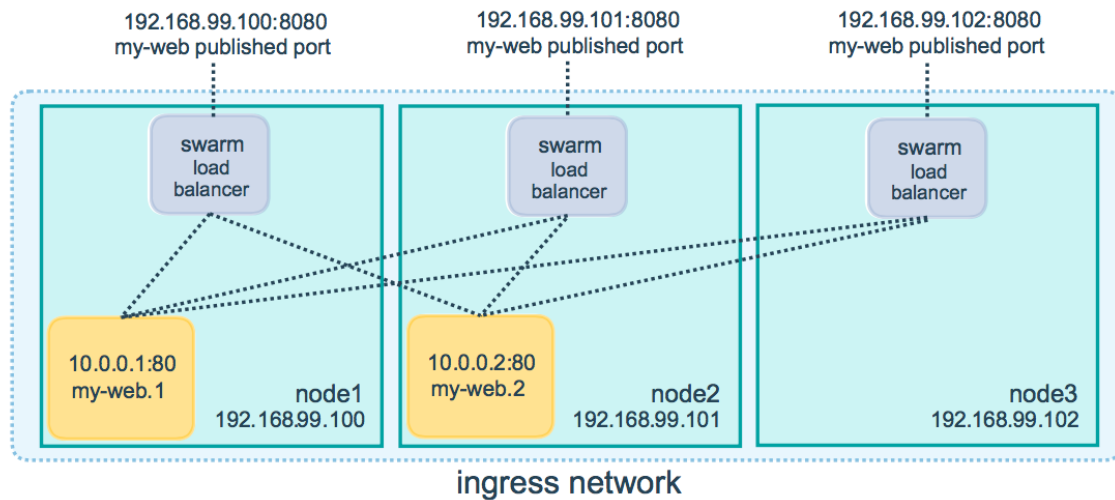 192.168.99.100:8080
my-web published port
192.168.99.101:8080
my-web published port
192.168.99.102:8080
my-web published port
swarm
load
balancer
swarm
load
balancer
swarm
load
balancer
10.0.0.1:80
my-web.1
node1
192.168.99.100
10.0.0.2:80
my-web.2
node2
192.168.99.101
node3
192.168.99.102
ingress network